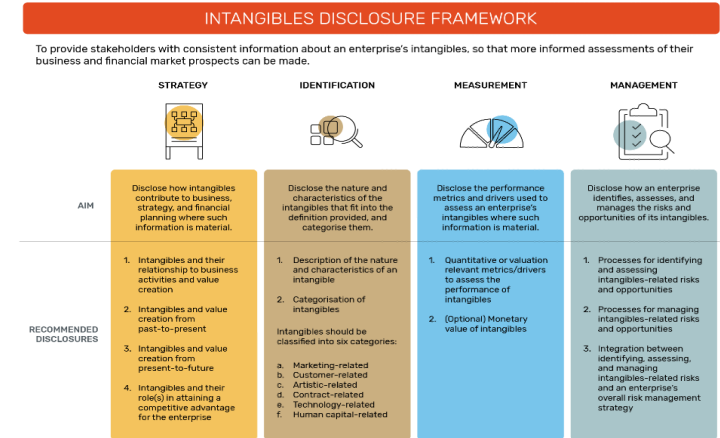 INTANGIBLES DISCLOSURE FRAMEWORK
To provide stakeholders with consistent information about an enterprise's intangibles, so that more informed assessments of their
business and financial market prospects can be made.
STRATEGY
IDENTIFICATION
MEASUREMENT
MANAGEMENT
AIM
Disclose how intangibles
contribute to business,
strategy, and financial
planning where such
information is material.
Disclose the nature and
characteristics of the
intangibles that fit into the
definition provided, and
categorise them.
Disclose the performance
metrics and drivers used to
assess an enterprise's
intangibles where such
information is material.
Disclose how an enterprise
identifies, assesses, and
manages the risks and
opportunities of its intangibles.
RECOMMENDED
DISCLOSURES
1. Intangibles and their
relationship to business
activities and value
creation
2. Intangibles and value
creation from
past-to-present
3. Intangibles and value
creation from
present-to-future
4. Intangibles and their
role(s) in attaining a
competitive advantage
for the enterprise
1. Description of the nature
and characteristics of an
intangible
2. Categorisation of
intangibles
Intangibles should be
classified into six categories:
a. Marketing-related
b. Customer-related
c. Artistic-related
d. Contract-related
e. Technology-related
f. Human capital-related
1. Quantitative or valuation
relevant metrics/drivers
to assess the
performance of
intangibles
2. (Optional) Monetary
value of intangibles
1. Processes for identifying
and assessing
intangibles-related risks
and opportunities
2. Processes for managing
intangibles-related risks
and opportunities
3. Integration between
identifying, assessing,
and managing
intangibles-related risks
and an enterprise's
overall risk management
strategy